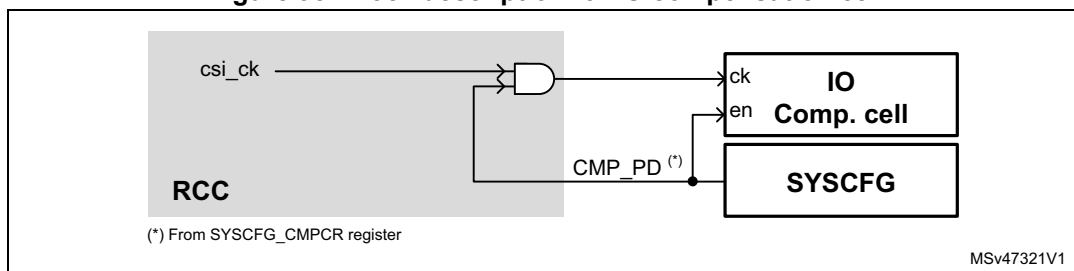 csi_ck
ck
IO
Comp. cell
en
CMP_PD (*)
SYSCFG
RCC
(*) From SYSCFG_CMPCR register
MSv47321V1